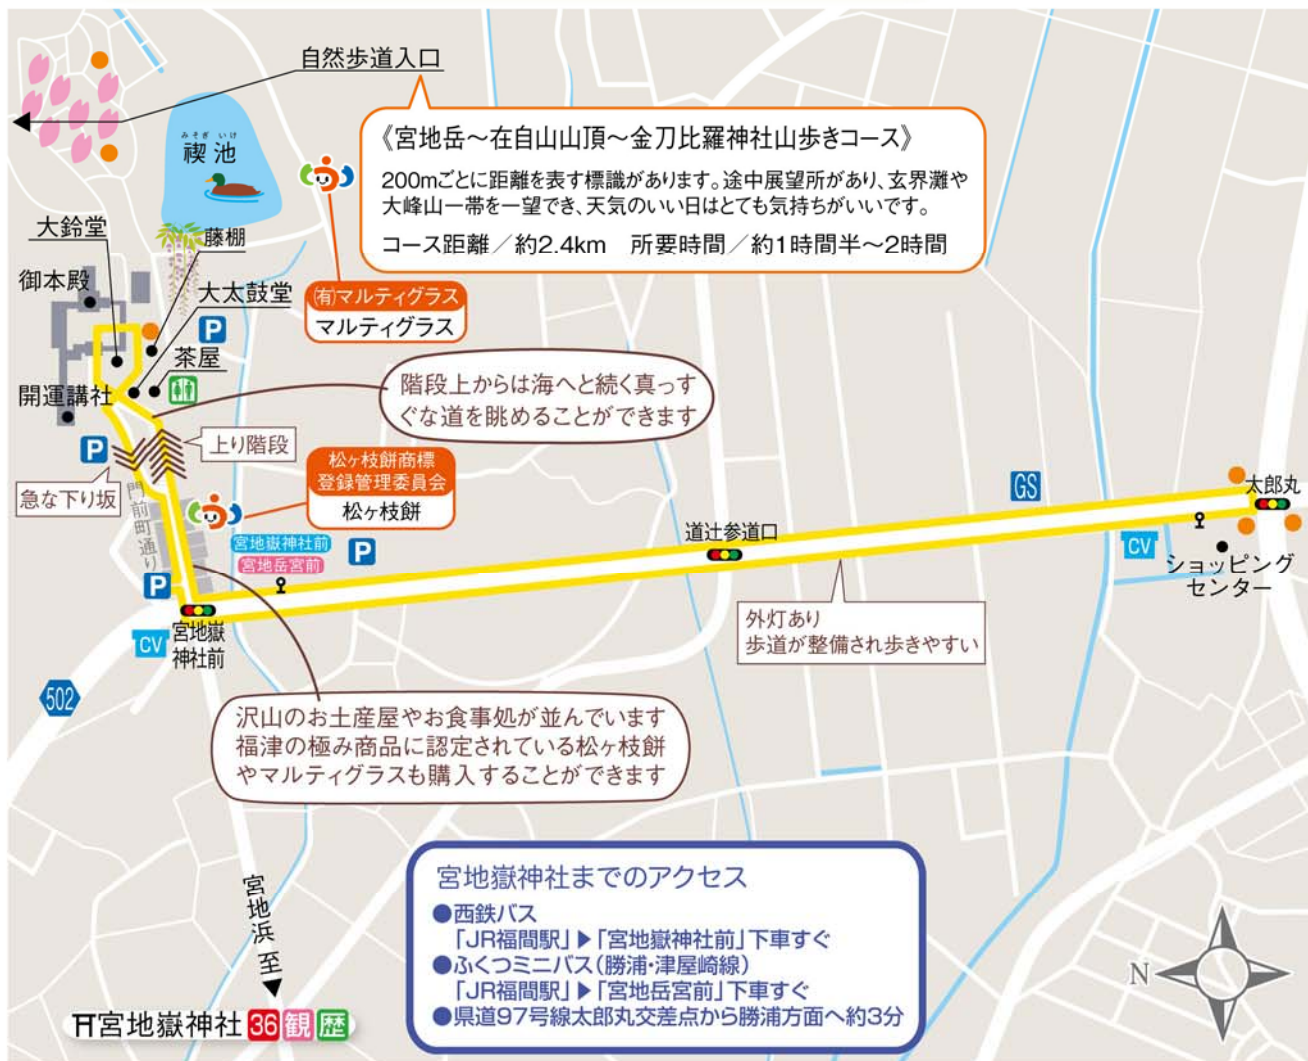 自然歩道入口
《宮地岳～在自山山頂～金刀比羅神社山歩きコース》
200mごとに距離を表す標識があります。途中展望所があり、玄界灘や
大峰山一帯を一望でき、天気のいい日はとても気持ちがいいです。
コース距離／約2.4km 所要時間／約1時間半～2時間
みそぎ いけ
禊池
大鈴堂
藤棚
御本殿
大太鼓堂
㈲マルティグラス
マルティグラス
P
茶屋
開運講社
階段上からは海へと続く真っす
ぐな道を眺めることができます
P
上り階段
急な下り坂
門前町通り
松ヶ枝餅商標
登録管理委員会
松ヶ枝餅
宮地嶽神社前
宮地岳宮前
P
P
GS
太郎丸
道辻参道口
CV
ショッピング
センター
CV
宮地嶽
神社前
外灯あり
歩道が整備され歩きやすい
502
沢山のお土産屋やお食事処が並んでいます
福津の極み商品に認定されている松ヶ枝餅
やマルティグラスも購入することができます
宮地浜 至
宮地嶽神社までのアクセス
●西鉄バス
「JR福間駅」▶「宮地嶽神社前」下車すぐ
●ふくつミニバス(勝浦・津屋崎線)
「JR福間駅」▶「宮地岳宮前」下車すぐ
●県道97号線太郎丸交差点から勝浦方面へ約3分
N
宮地嶽神社 36 観 歴